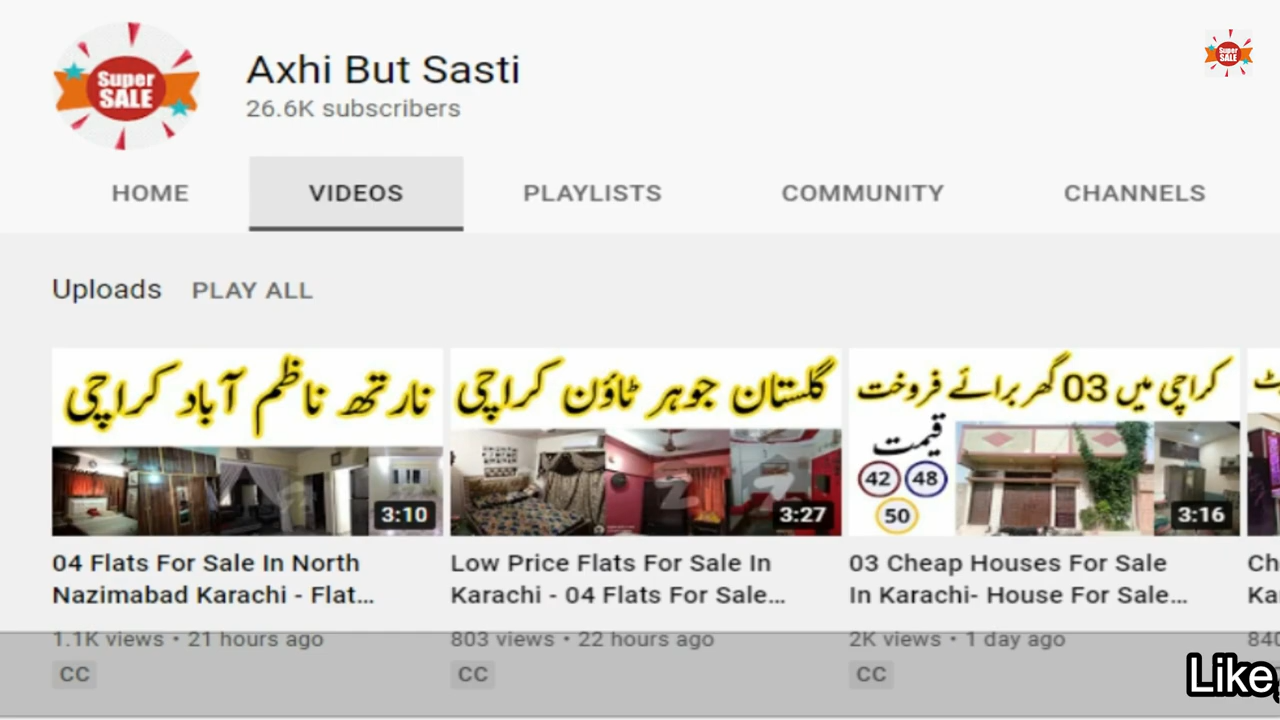 Super
SALE
Axhi But Sasti
26.6K subscribers
Super
SALE
HOME
VIDEOS
PLAYLISTS
COMMUNITY
CHANNELS
Uploads
PLAY ALL
نارتھ ناظم آباد کراچی
3:10
گلستان جوہر ٹاؤن کراچی
3:27
کراچی میں 03 گھر برائے فروخت
قیمت
42
48
50
3:16
04 Flats For Sale In North
Nazimabad Karachi - Flat...
Low Price Flats For Sale In
Karachi - 04 Flats For Sale...
03 Cheap Houses For Sale
In Karachi- House For Sale...
Ch
Ka
1.1K views • 21 hours ago
803 views • 22 hours ago
2K views • 1 day ago
840
CC
CC
CC
Like,